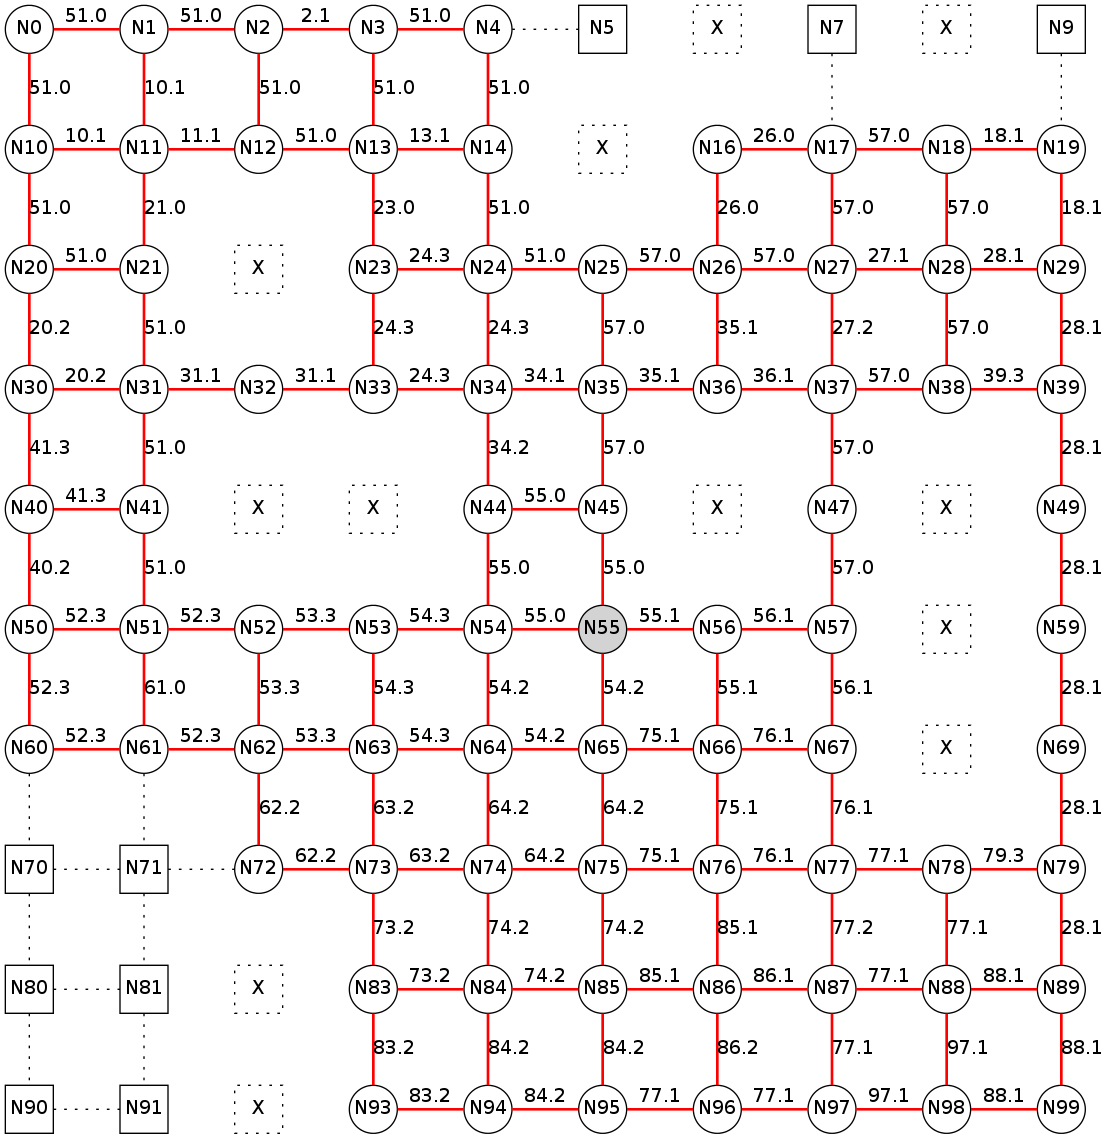 N0 51.0 N1 51.0 N2 2.1 N3 51.0 N4 N5 X N7 X N9
51.0 10.1 51.0 51.0 51.0
N10 10.1 N11 11.1 N12 51.0 N13 13.1 N14 X N16 26.0 N17 57.0 N18 18.1 N19
51.0 21.0 23.0 51.0 26.0 57.0 57.0 18.1
N20 51.0 N21 X N23 24.3 N24 51.0 N25 57.0 N26 57.0 N27 27.1 N28 28.1 N29
20.2 51.0 24.3 24.3 57.0 35.1 27.2 57.0 28.1
N30 20.2 N31 31.1 N32 31.1 N33 24.3 N34 34.1 N35 35.1 N36 36.1 N37 57.0 N38 39.3 N39
41.3 51.0 34.2 57.0 57.0 28.1
N40 41.3 N41 X X N44 55.0 N45 X N47 X N49
40.2 51.0 55.0 55.0 57.0 28.1
N50 52.3 N51 52.3 N52 53.3 N53 54.3 N54 55.0 N55 55.1 N56 56.1 N57 X N59
52.3 61.0 53.3 54.3 54.2 54.2 55.1 56.1 28.1
N60 52.3 N61 52.3 N62 53.3 N63 54.3 N64 54.2 N65 75.1 N66 76.1 N67 X N69
62.2 63.2 64.2 64.2 75.1 76.1 28.1
N70 N71 N72 62.2 N73 63.2 N74 64.2 N75 75.1 N76 76.1 N77 77.1 N78 79.3 N79
73.2 74.2 74.2 85.1 77.2 77.1 28.1
N80 N81 X N83 73.2 N84 74.2 N85 85.1 N86 86.1 N87 77.1 N88 88.1 N89
83.2 84.2 84.2 86.2 77.1 97.1 88.1
N90 N91 X N93 83.2 N94 84.2 N95 77.1 N96 77.1 N97 97.1 N98 88.1 N99